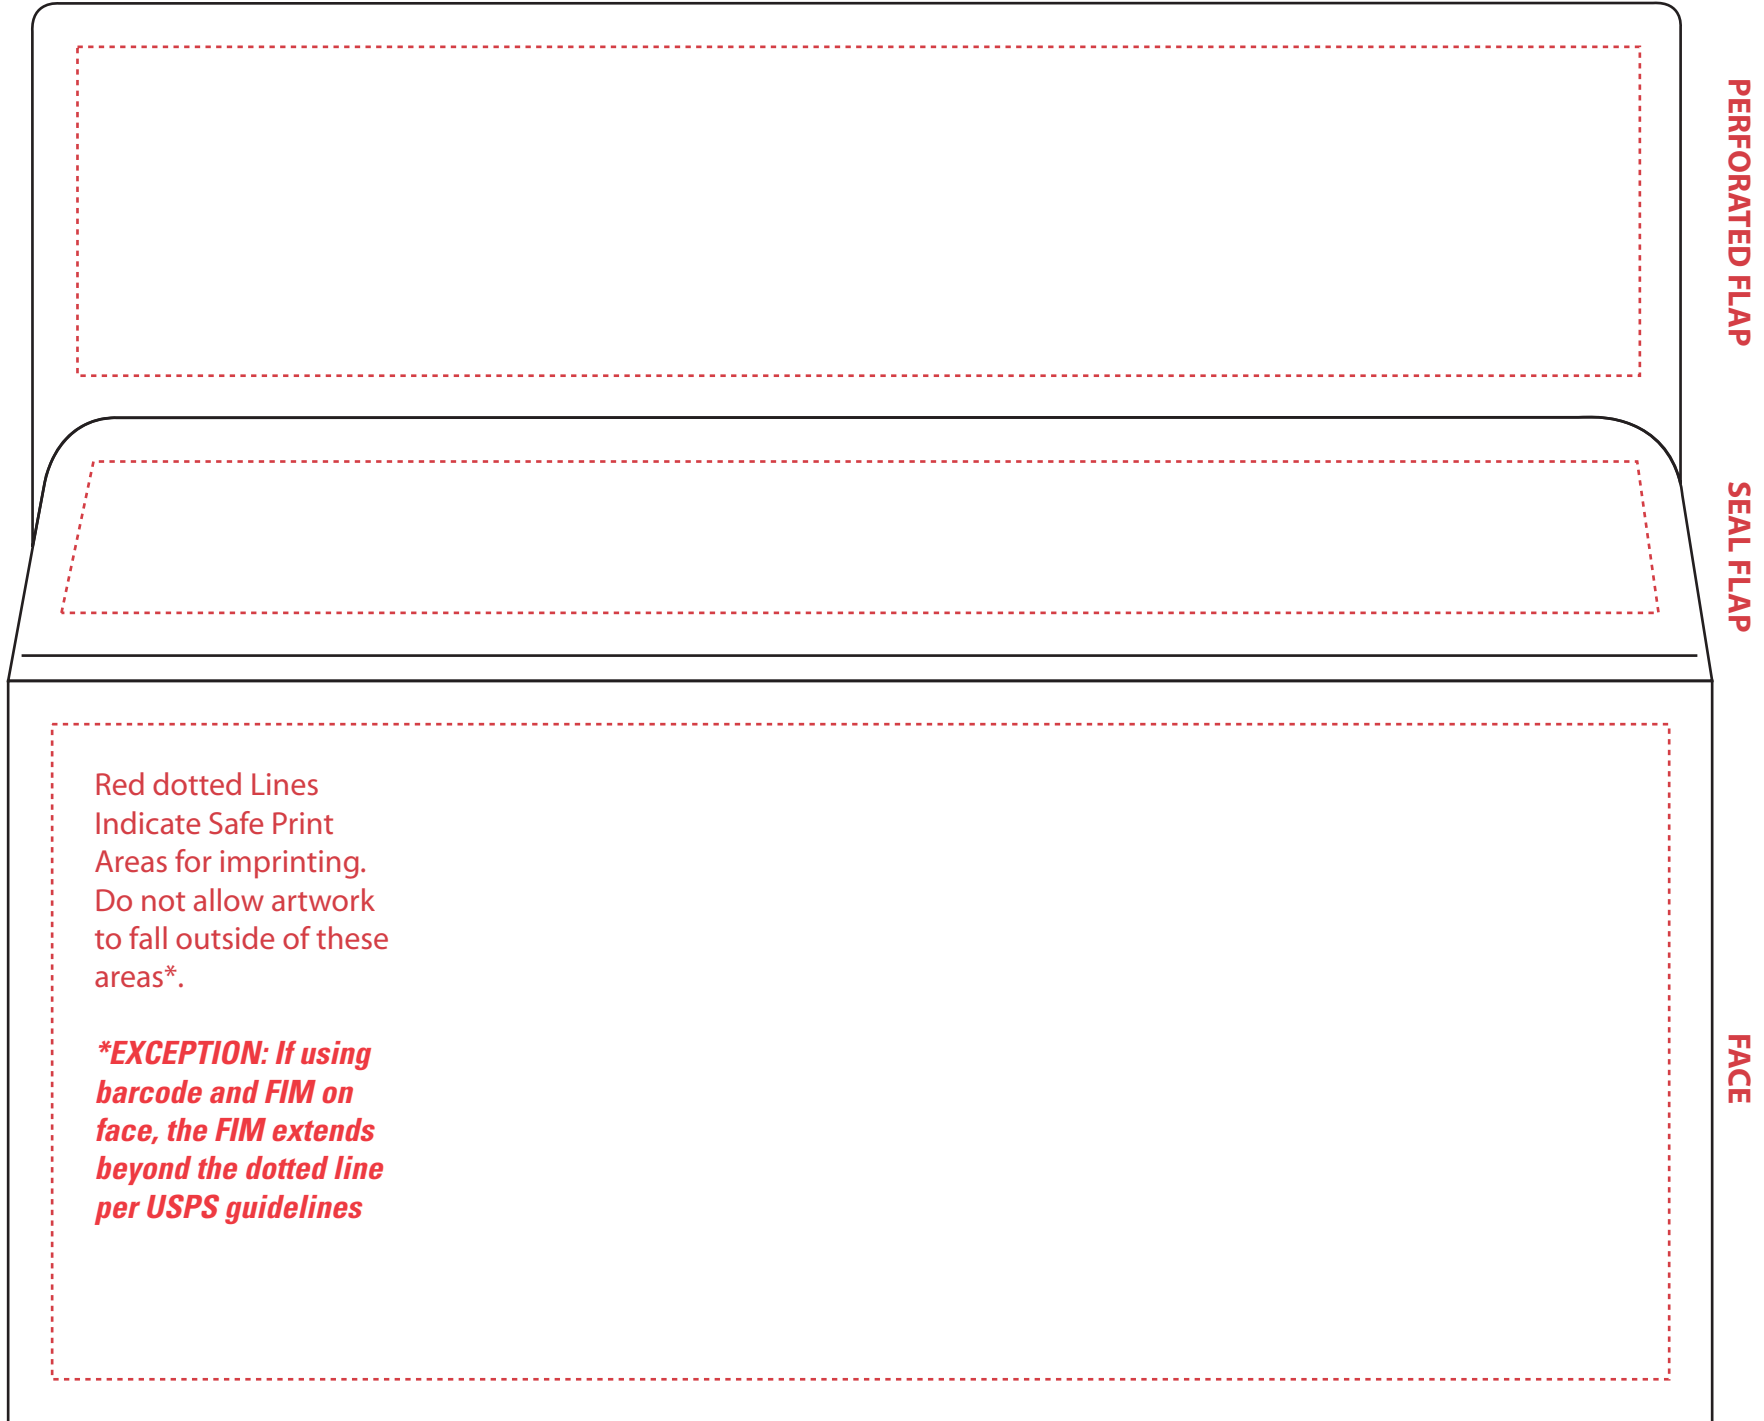 PERFORATED FLAP
SEAL FLAP
Red dotted Lines
Indicate Safe Print
Areas for imprinting.
Do not allow artwork
to fall outside of these
areas*.
*EXCEPTION: If using
barcode and FIM on
face, the FIM extends
beyond the dotted line
per USPS guidelines
FACE